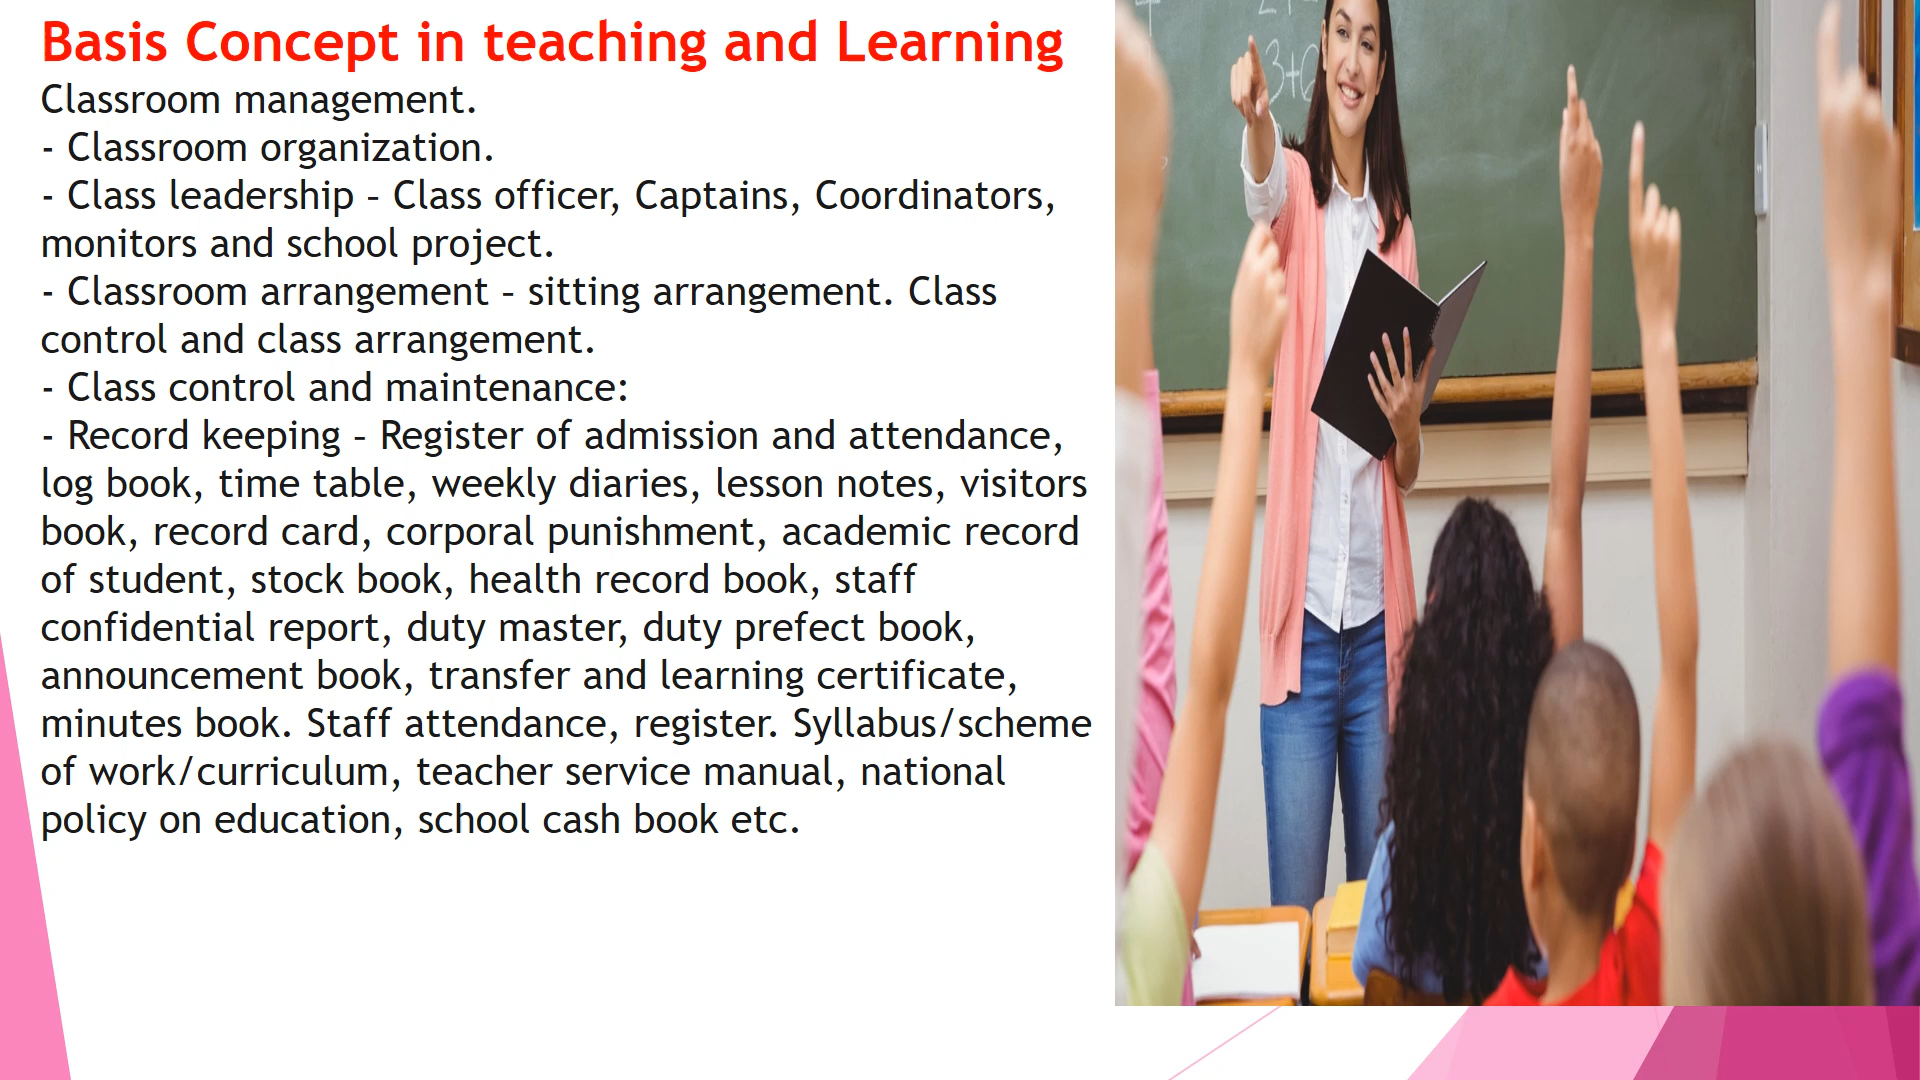 Basis Concept in teaching and Learning
Classroom management.
- Classroom organization.
- Class leadership – Class officer, Captains, Coordinators,
monitors and school project.
- Classroom arrangement – sitting arrangement. Class
control and class arrangement.
- Class control and maintenance:
- Record keeping – Register of admission and attendance,
log book, time table, weekly diaries, lesson notes, visitors
book, record card, corporal punishment, academic record
of student, stock book, health record book, staff
confidential report, duty master, duty prefect book,
announcement book, transfer and learning certificate,
minutes book. Staff attendance, register. Syllabus/scheme
of work/curriculum, teacher service manual, national
policy on education, school cash book etc.
3+6